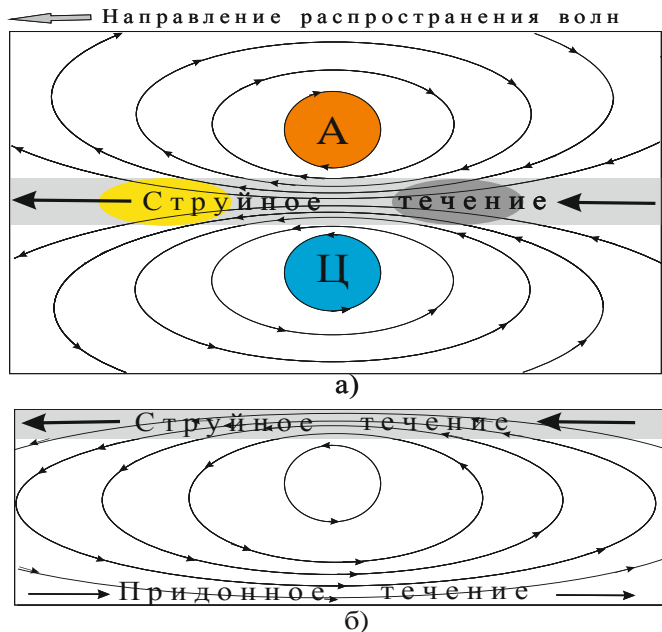 Направление распространения волн
А
Струйное течение
Ц
а)
Струйное течение
Придонное течение
б)